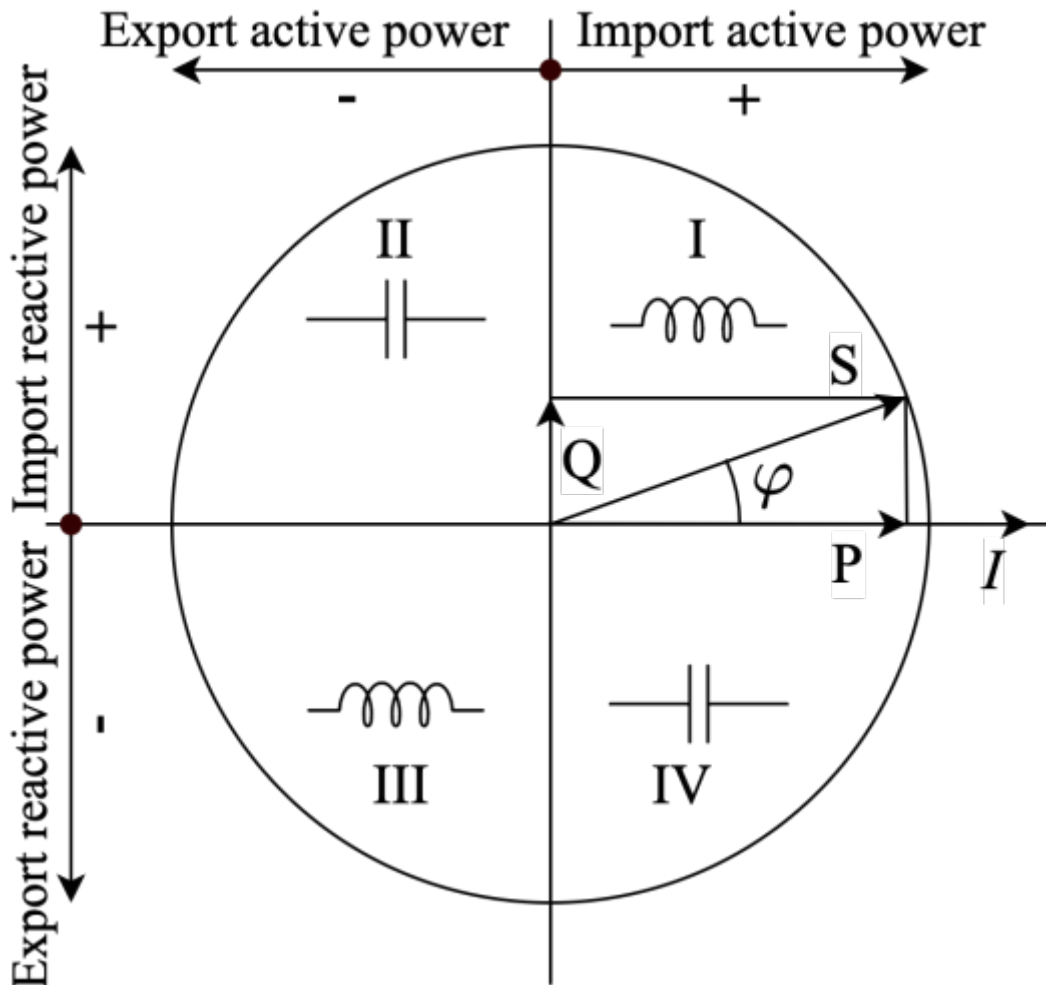 Export active power
Import active power
-
+
Import reactive power
+
II
I
S
Q
φ
P
I
Export reactive power
-
III
IV